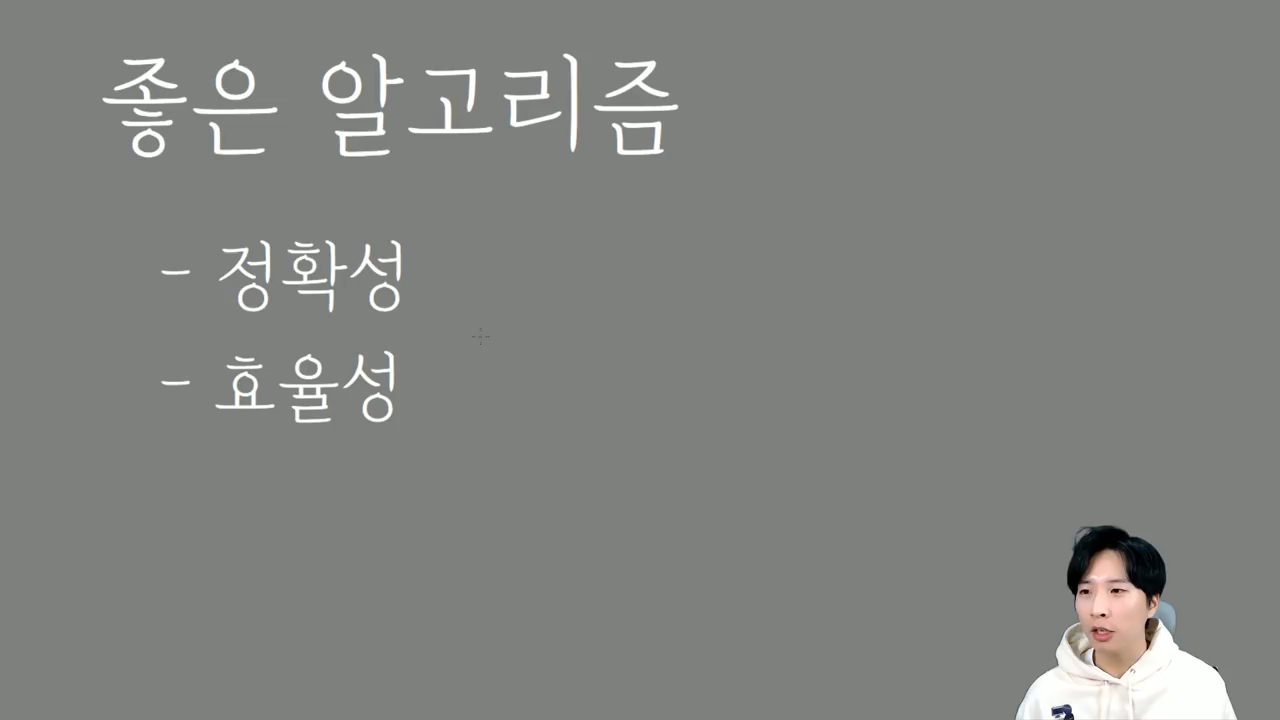 좋은 알고리즘
- 정확성
- 효율성